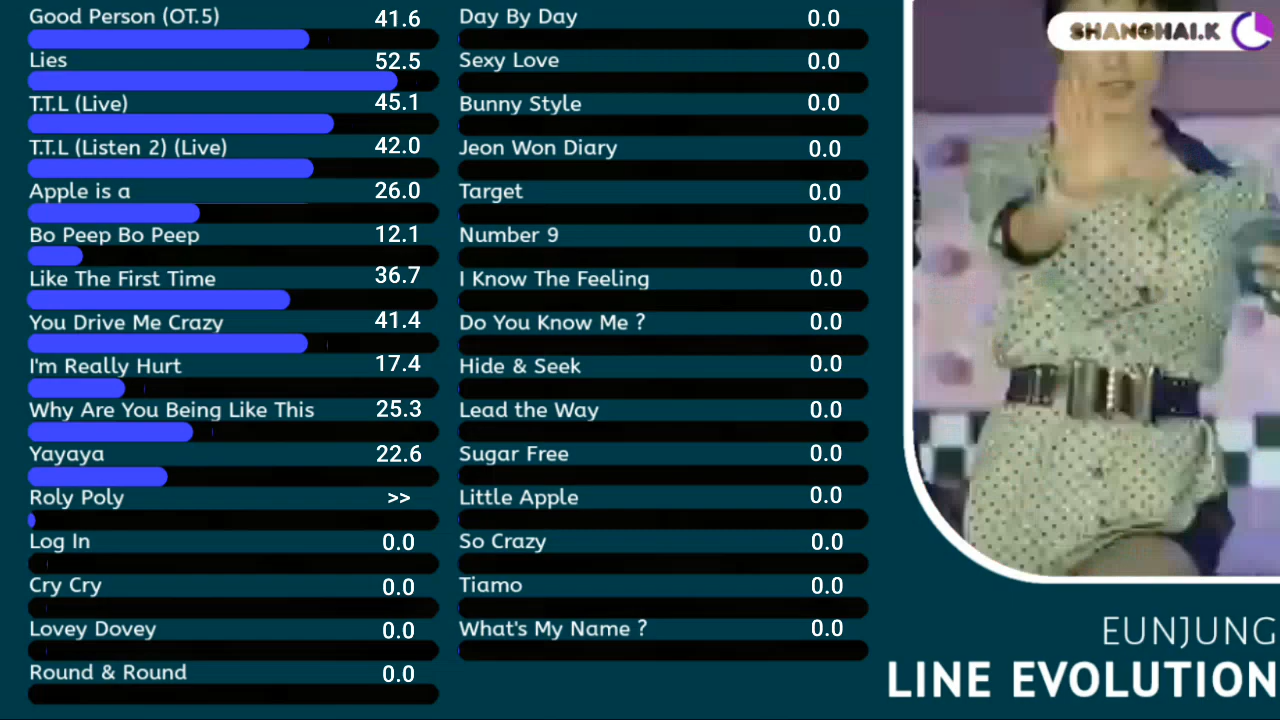 Good Person (OT.5) 41.6
Lies 52.5
T.T.L (Live) 45.1
T.T.L (Listen 2) (Live) 42.0
Apple is a 26.0
Bo Peep Bo Peep 12.1
Like The First Time 36.7
You Drive Me Crazy 41.4
I'm Really Hurt 17.4
Why Are You Being Like This 25.3
Yayaya 22.6
Roly Poly >>
Log In 0.0
Cry Cry 0.0
Lovey Dovey 0.0
Round & Round 0.0
Day By Day 0.0
Sexy Love 0.0
Bunny Style 0.0
Jeon Won Diary 0.0
Target 0.0
Number 9 0.0
I Know The Feeling 0.0
Do You Know Me ? 0.0
Hide & Seek 0.0
Lead the Way 0.0
Sugar Free 0.0
Little Apple 0.0
So Crazy 0.0
Tiamo 0.0
What's My Name ? 0.0
SHANGHAI.K
EUNJUNG
LINE EVOLUTION